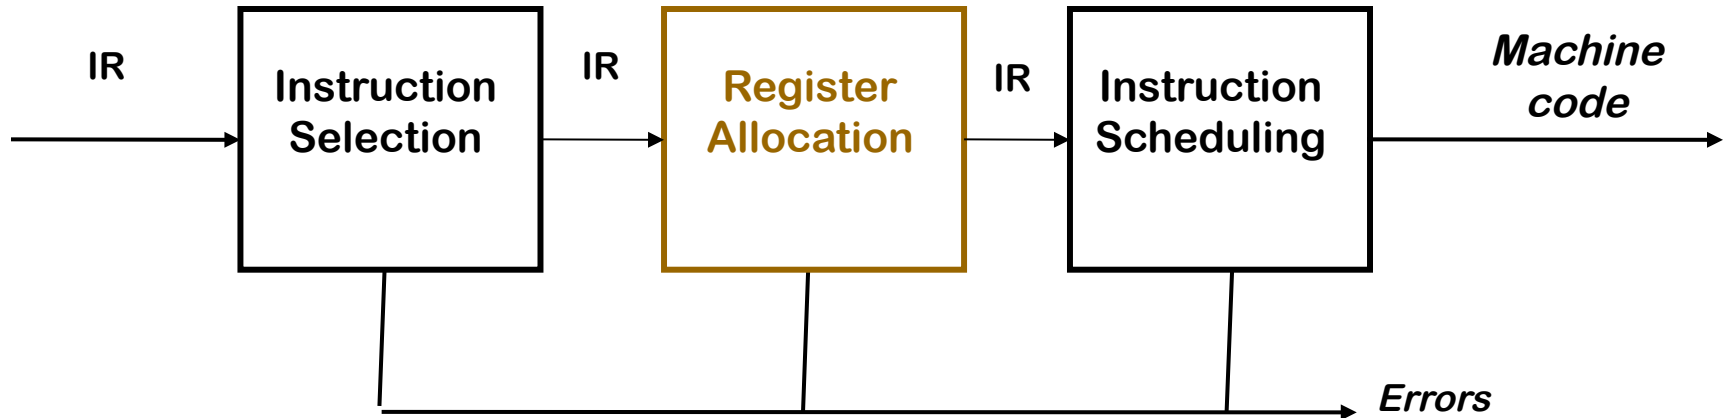 IR
Instruction
Selection
IR
Register
Allocation
IR
Instruction
Scheduling
Machine
code
Errors